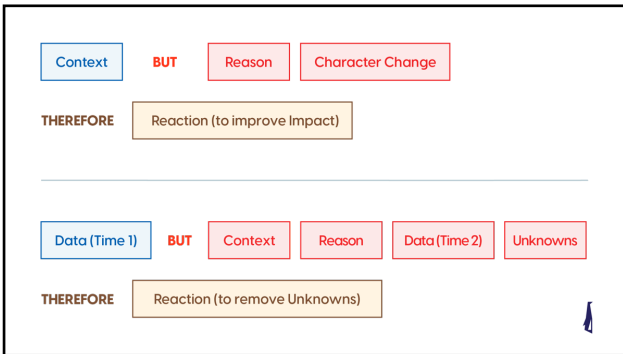 Context BUT Reason Character Change
THEREFORE Reaction (to improve Impact)
Data (Time 1) BUT Context Reason Data (Time 2) Unknowns
THEREFORE Reaction (to remove Unknowns)